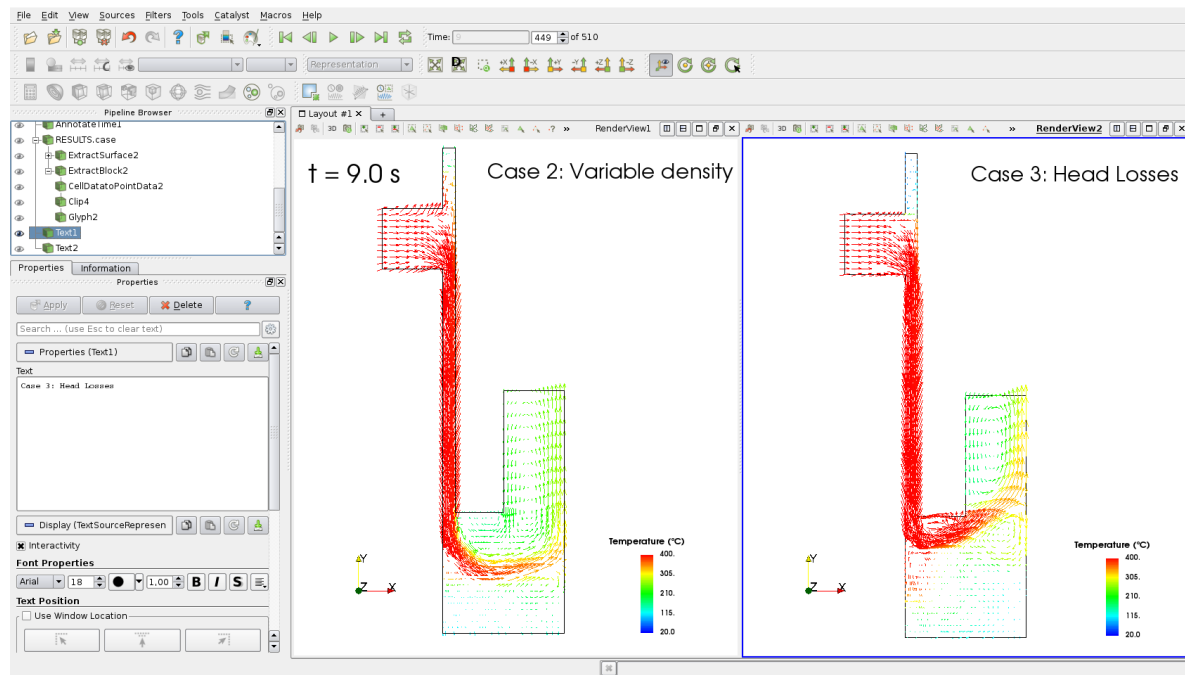 File Edit View Sources Filters Tools Catalyst Macros Help
Time: 9 449 of 510
Representation
Pipeline Browser
Layout #1
3D RenderView1 3D RenderView2
AnnotateTime1
RESULTS.case
ExtractSurface2
ExtractBlock2
CellDatatoPointData2
Clip4
Glyph2
Text1
Text2
Properties Information
Properties
Apply Reset Delete ?
Search ... (use Esc to clear text)
Properties (Text1)
Text
Case 3: Head Losses
Display (TextSourceRepresen
Interactivity
Font Properties
Arial 18 1,00 B I S
Text Position
Use Window Location
t = 9.0 s
Case 2: Variable density
Temperature (°C)
400.
305.
210.
115.
20.0
Y
Z X
Case 3: Head Losses
Temperature (°C)
400.
305.
210.
115.
20.0
Y
Z X